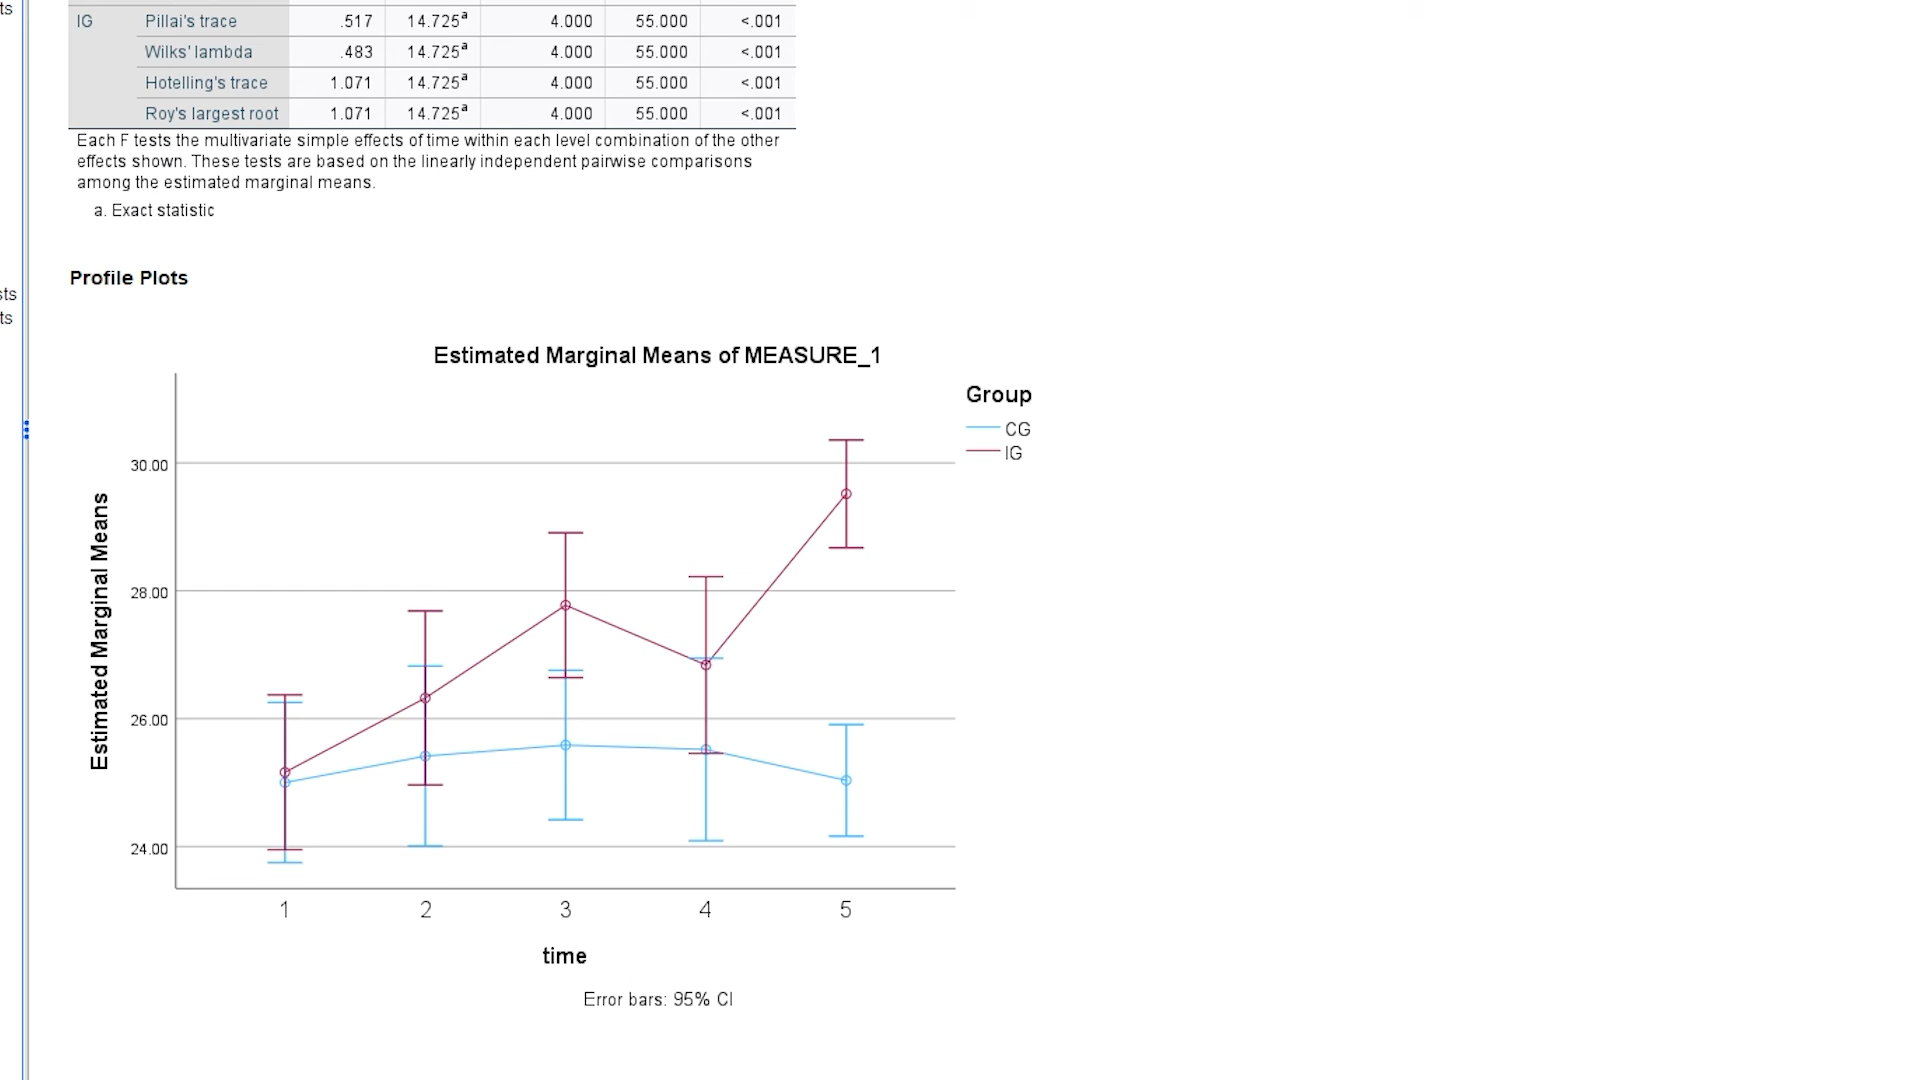 ts
IG Pillai's trace .517 14.725a 4.000 55.000 <.001
Wilks' lambda .483 14.725a 4.000 55.000 <.001
Hotelling's trace 1.071 14.725a 4.000 55.000 <.001
Roy's largest root 1.071 14.725a 4.000 55.000 <.001
Each F tests the multivariate simple effects of time within each level combination of the other
effects shown. These tests are based on the linearly independent pairwise comparisons
among the estimated marginal means.
a. Exact statistic
Profile Plots
sts
ts
Estimated Marginal Means of MEASURE_1
Group
CG
IG
Estimated Marginal Means
30.00
28.00
26.00
24.00
1 2 3 4 5
time
Error bars: 95% CI